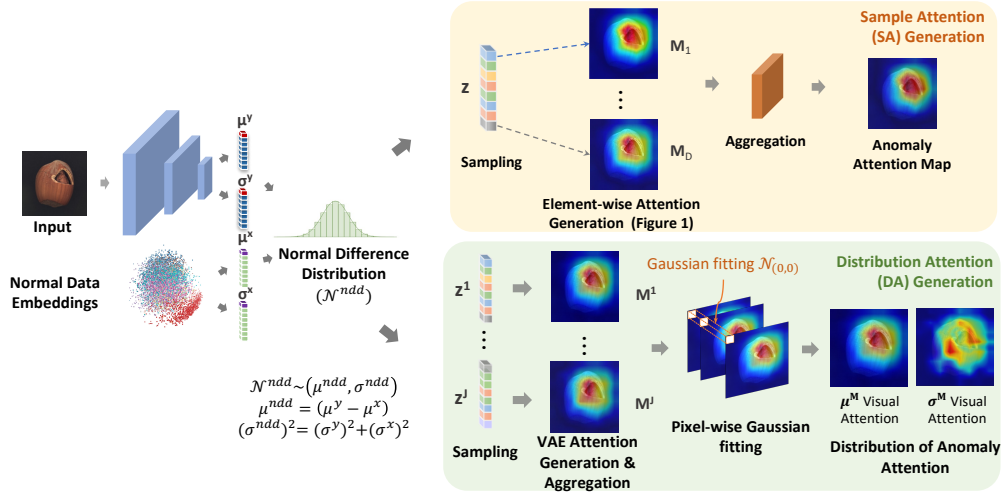 Input
Normal Data
Embeddings
μʸ
σʸ
μˣ
σˣ
Normal Difference
Distribution
(𝒩ⁿᵈᵈ)
𝒩ⁿᵈᵈ~(μⁿᵈᵈ, σⁿᵈᵈ)
μⁿᵈᵈ = (μʸ − μˣ)
(σⁿᵈᵈ)²= (σʸ)²+(σˣ)²
Sample Attention
(SA) Generation
z
Sampling
M₁
⋮
M_D
Element-wise Attention
Generation (Figure 1)
Aggregation
Anomaly
Attention Map
Distribution Attention
(DA) Generation
z¹
⋮
zᴶ
Sampling
M¹
⋮
Mᴶ
VAE Attention
Generation &
Aggregation
Gaussian fitting 𝒩₍₀,₀₎
Pixel-wise Gaussian
fitting
μᴹ Visual
Attention
σᴹ Visual
Attention
Distribution of Anomaly
Attention